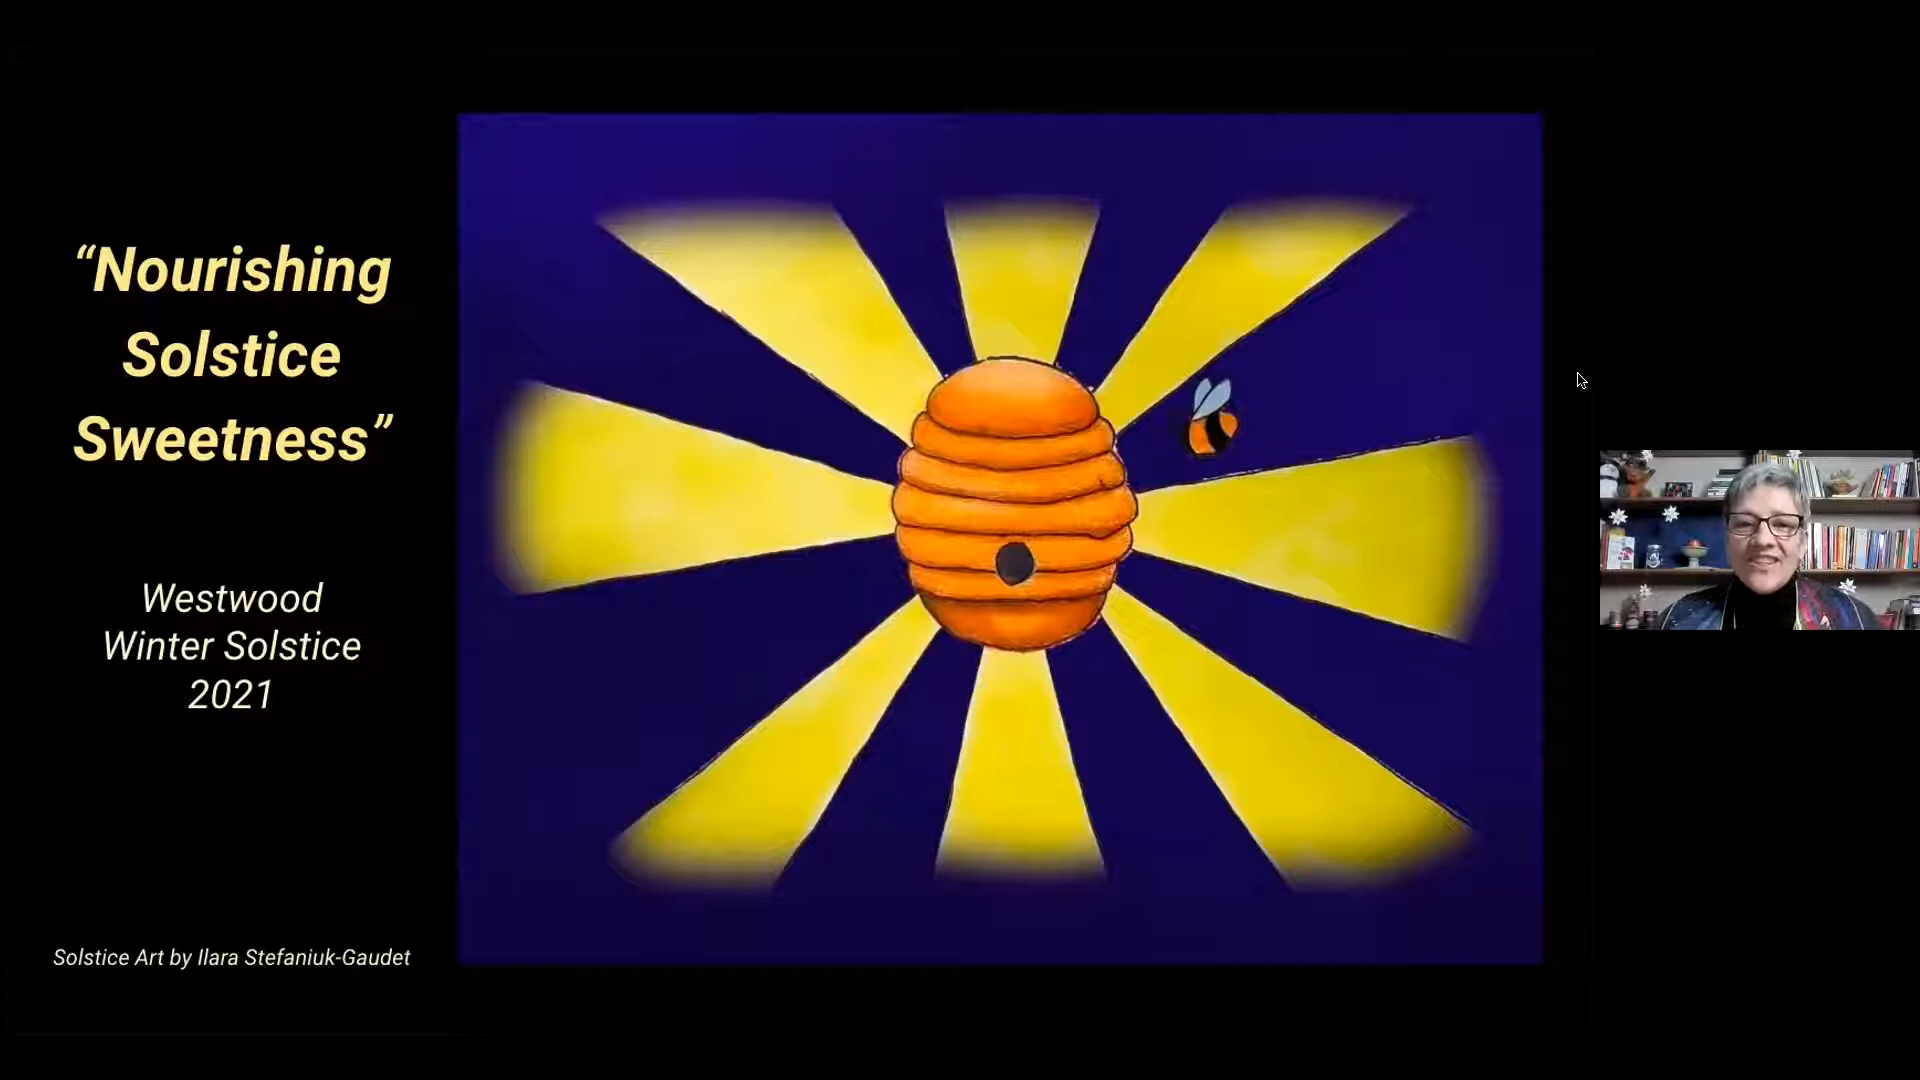 “Nourishing
Solstice
Sweetness”
Westwood
Winter Solstice
2021
Solstice Art by Ilara Stefaniuk-Gaudet